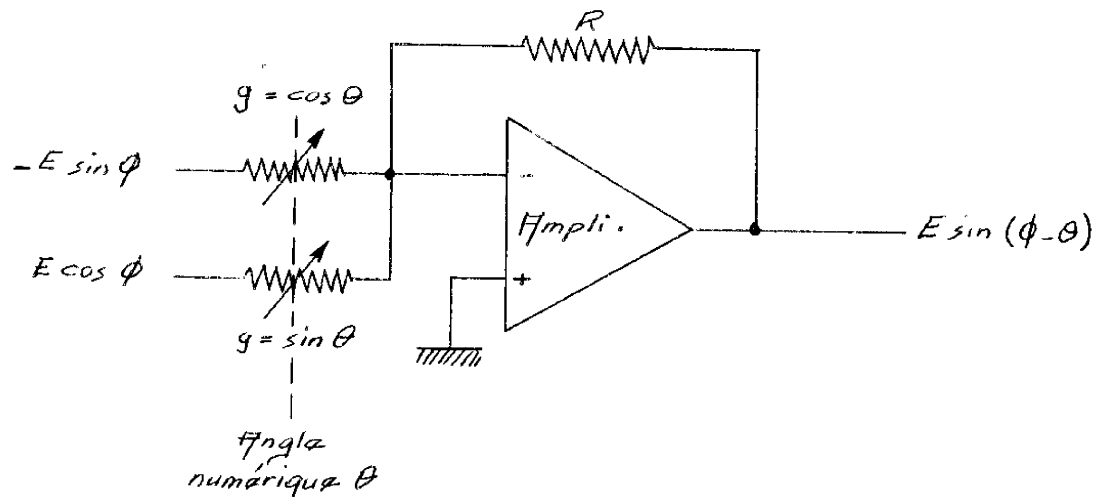 R
g = cos θ
- E sin ϕ
-
Ampli.
E sin (ϕ - θ)
E cos ϕ
+
g = sin θ
Angle
numérique θ